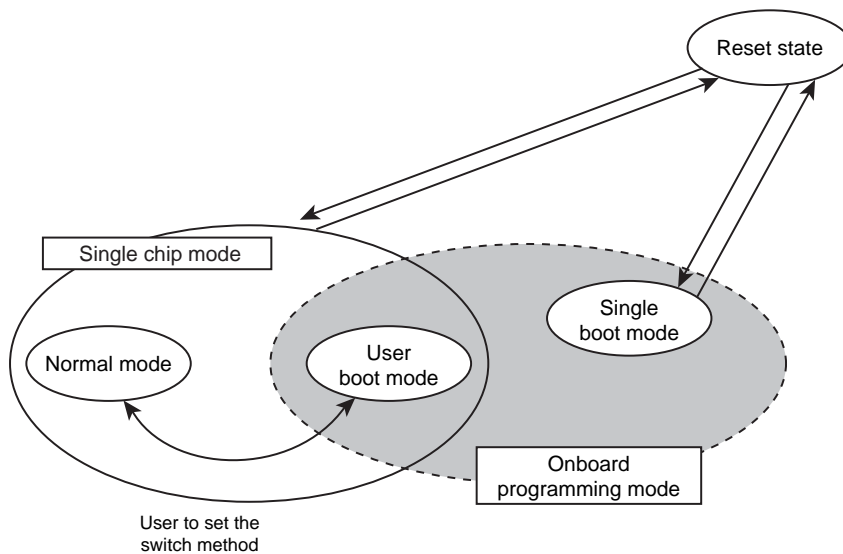 Reset state
Single chip mode
Single
boot mode
Normal mode
User
boot mode
Onboard
programming mode
User to set the
switch method